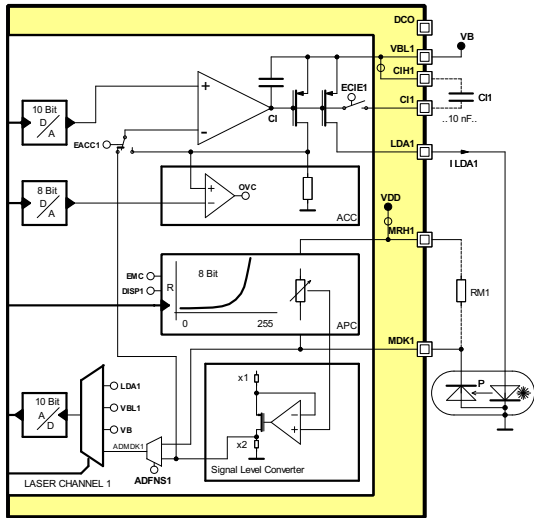 DCO
VB
VBL1
CIH1
ECIE1
10 Bit
D
A
+
−
CI
CI1
CI1
..10 nF..
EACC1
LDA1
I LDA1
8 Bit
D
A
+
−
OVC
ACC
VDD
MRH1
EMC
DISP1
R
8 Bit
0
255
APC
RM1
MDK1
P
10 Bit
A
D
LDA1
VBL1
VB
ADMDK1
ADFNS1
x1
x2
−
+
Signal Level Converter
LASER CHANNEL 1